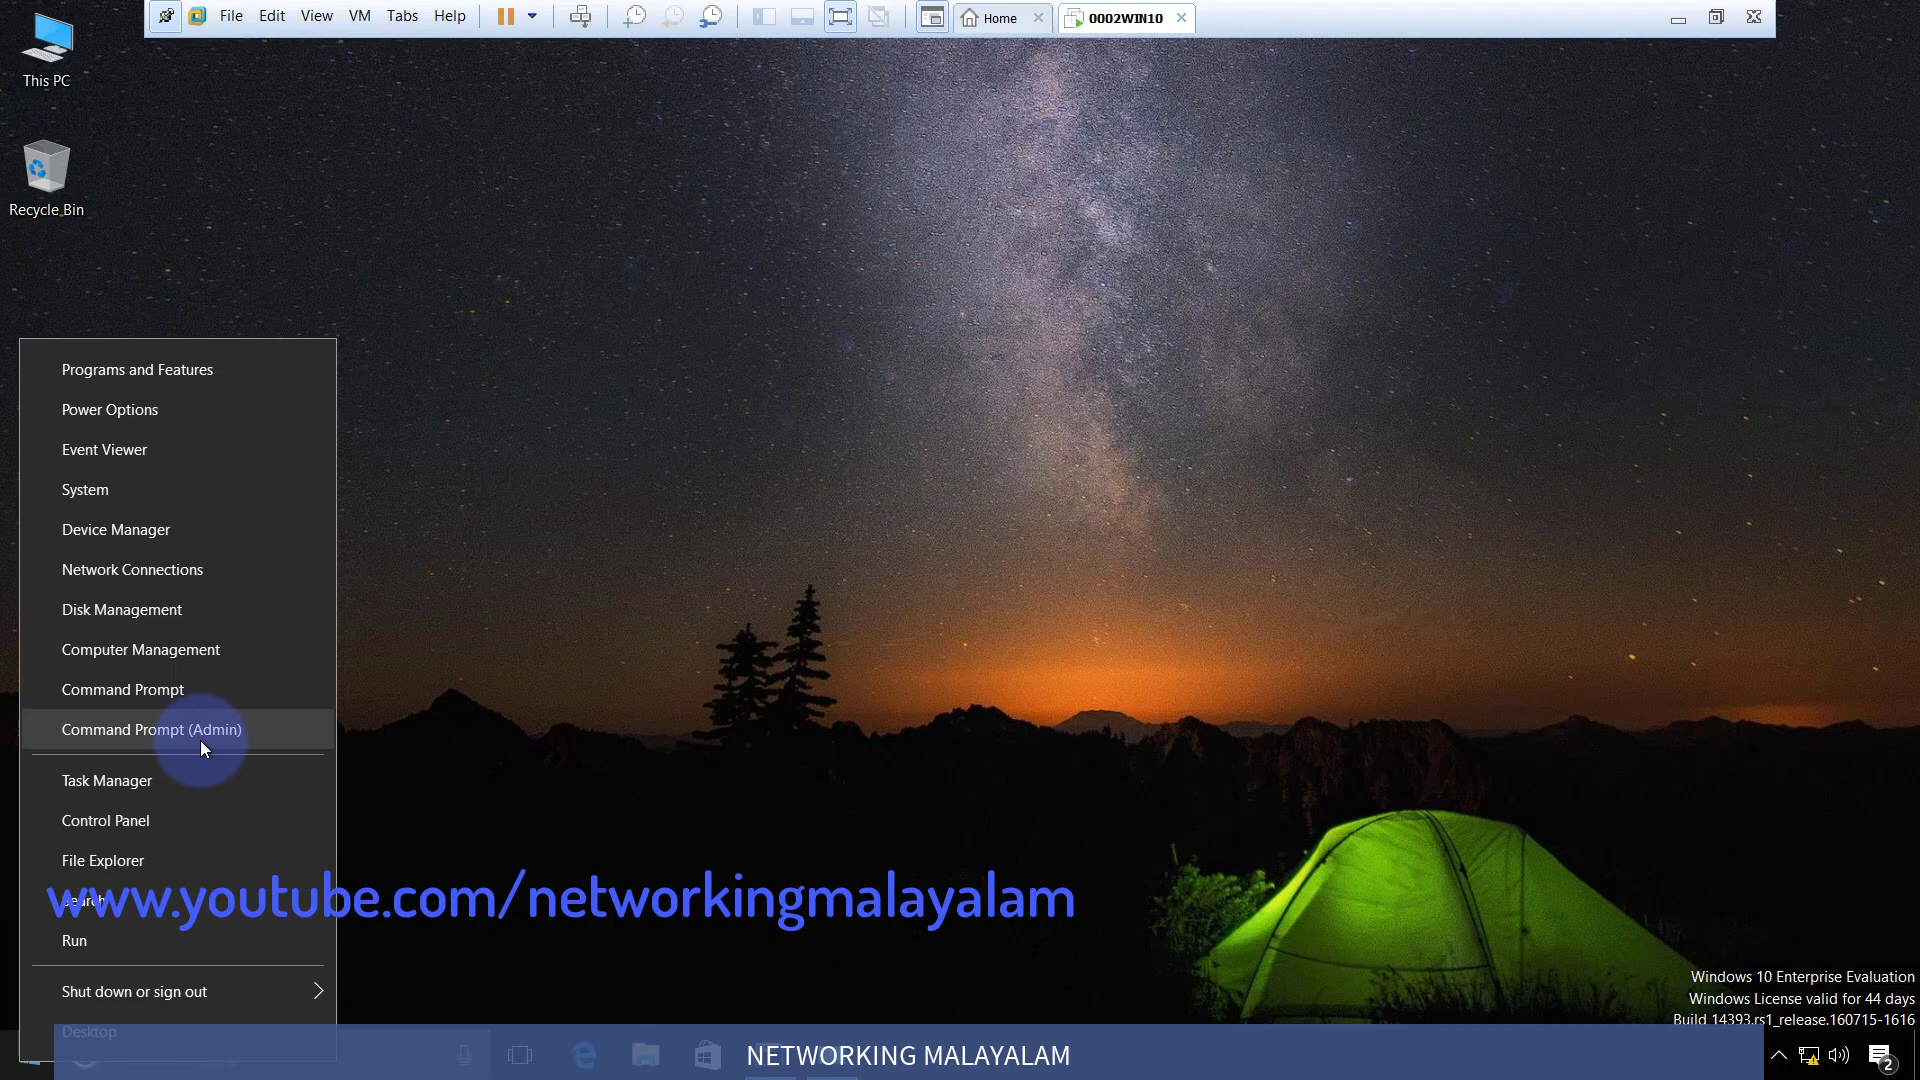 File Edit View VM Tabs Help Home 0002WIN10
This PC
Recycle Bin
Programs and Features
Power Options
Event Viewer
System
Device Manager
Network Connections
Disk Management
Computer Management
Command Prompt
Command Prompt (Admin)
Task Manager
Control Panel
File Explorer
Search
www.youtube.com/networkingmalayalam
Run
Shut down or sign out
Desktop
Windows 10 Enterprise Evaluation
Windows License valid for 44 days
Build 14393.rs1_release.160715-1616
NETWORKING MALAYALAM
2